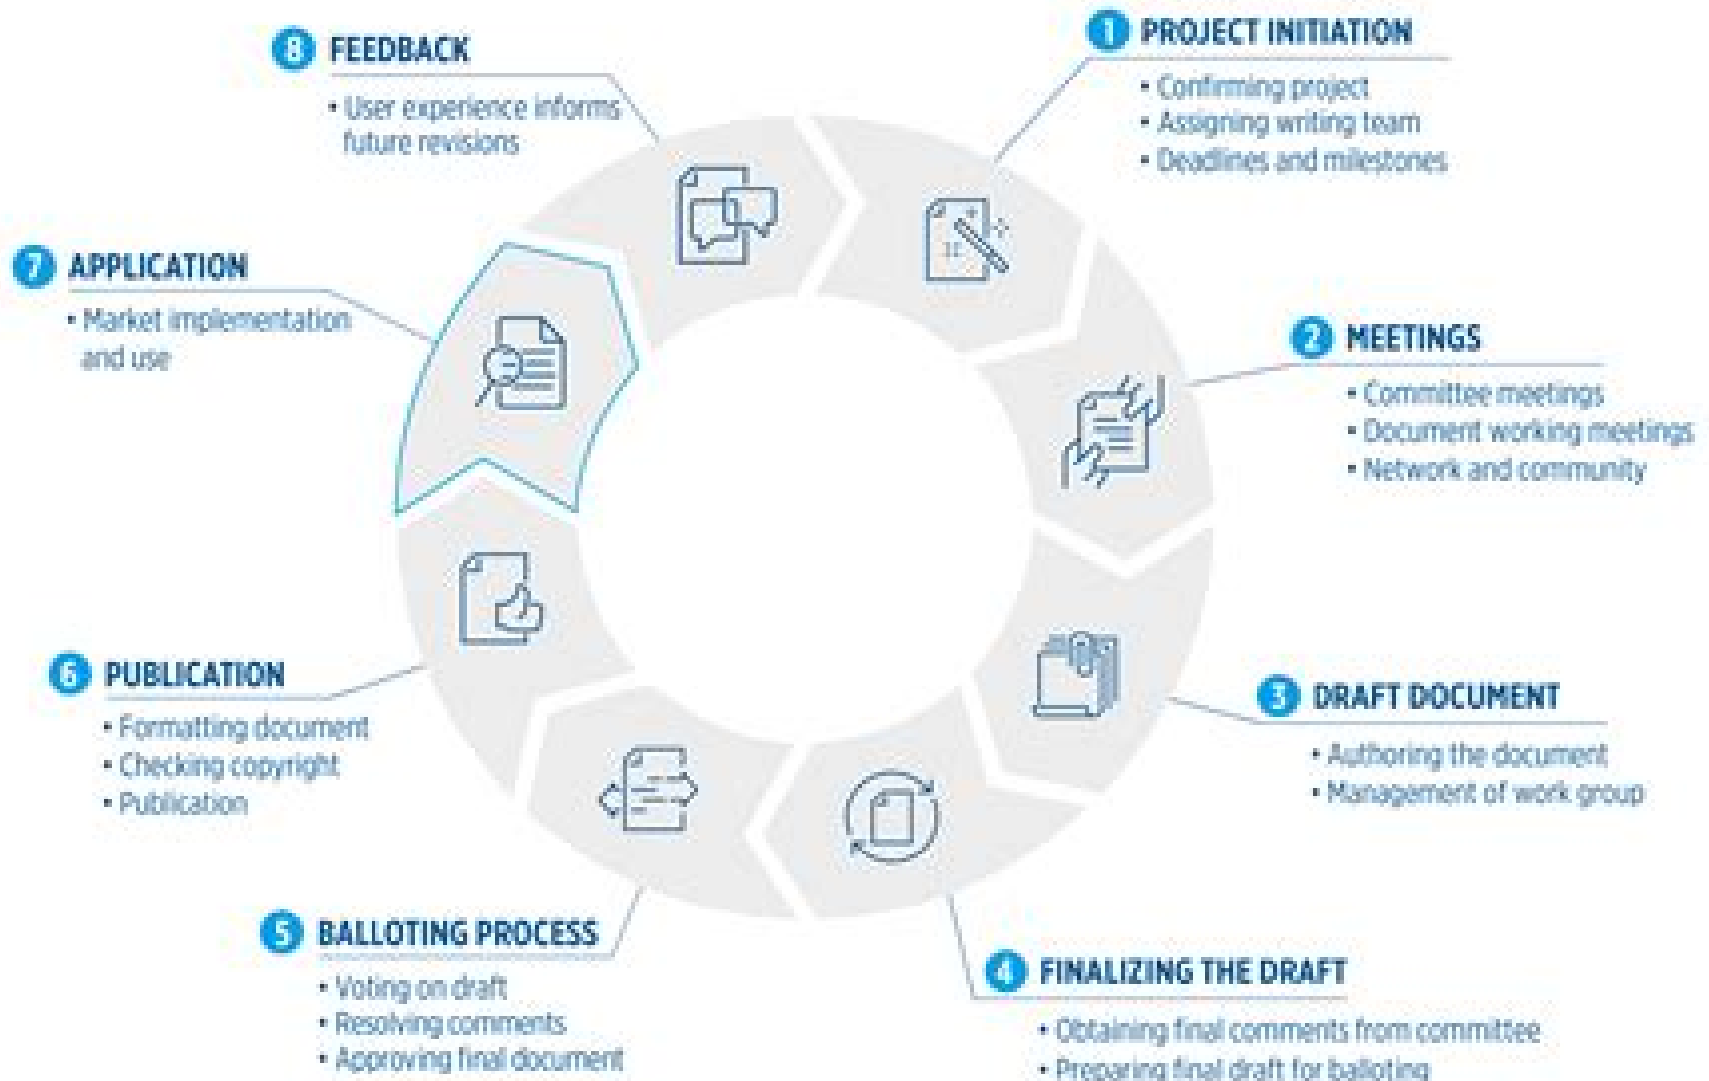 1 PROJECT INITIATION
• Confirming project
• Assigning writing team
• Deadlines and milestones
2 MEETINGS
• Committee meetings
• Document working meetings
• Network and community
3 DRAFT DOCUMENT
• Authoring the document
• Management of work group
4 FINALIZING THE DRAFT
• Obtaining final comments from committee
• Preparing final draft for balloting
5 BALLOTING PROCESS
• Voting on draft
• Resolving comments
• Approving final document
6 PUBLICATION
• Formatting document
• Checking copyright
• Publication
7 APPLICATION
• Market implementation
and use
8 FEEDBACK
• User experience informs
future revisions